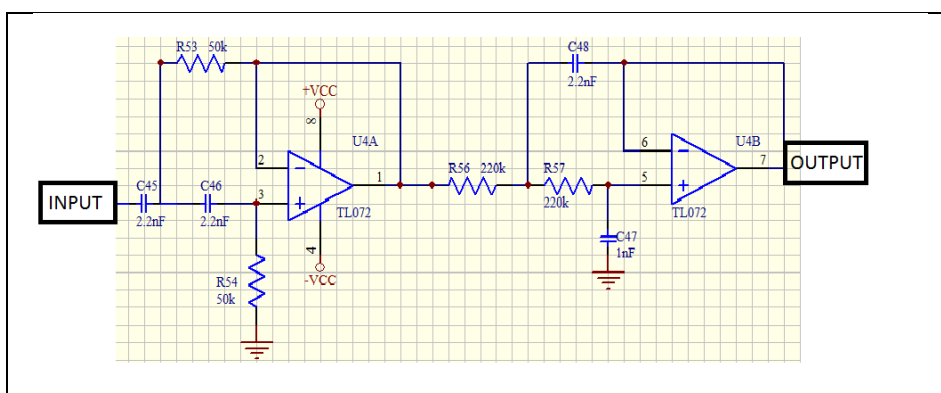 R53 50k
C48
2.2nF
+VCC
8
U4A
U4B
2
6
INPUT
C45
2.2nF
C46
2.2nF
3
+
1
R56 220k
R57
220k
5
+
7
OUTPUT
TL072
TL072
4
-VCC
C47
1nF
R54
50k